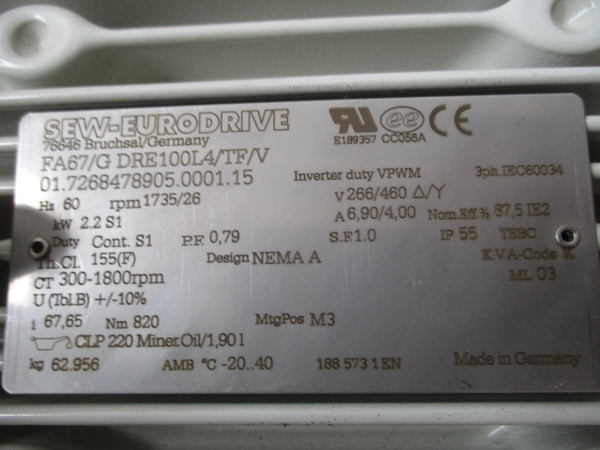 SEW-EURODRIVE
76646 Bruchsal/Germany
E189357 CC056A
FA67/G DRE100L4/TF/V
01.7268478905.0001.15 Inverter duty VPWM 3ph.IEC60034
Hz 60 rpm 1735/26 V 266/460 △/Y
kW 2.2 S1 A 6,90/4,00 Nom.Eff.% 87,5 IE2
Duty Cont. S1 P.F. 0,79 S.F.1.0 IP 55 TEBC
Th.Cl. 155(F) Design NEMA A K.V.A-Code K
CT 300-1800rpm ML 03
U (Tol.B) +/-10%
i 67,65 Nm 820 MtgPos M3
CLP 220 Miner.Oil/1,90 l
kg 62.956 AMB °C -20..40 188 573 1 EN Made in Germany